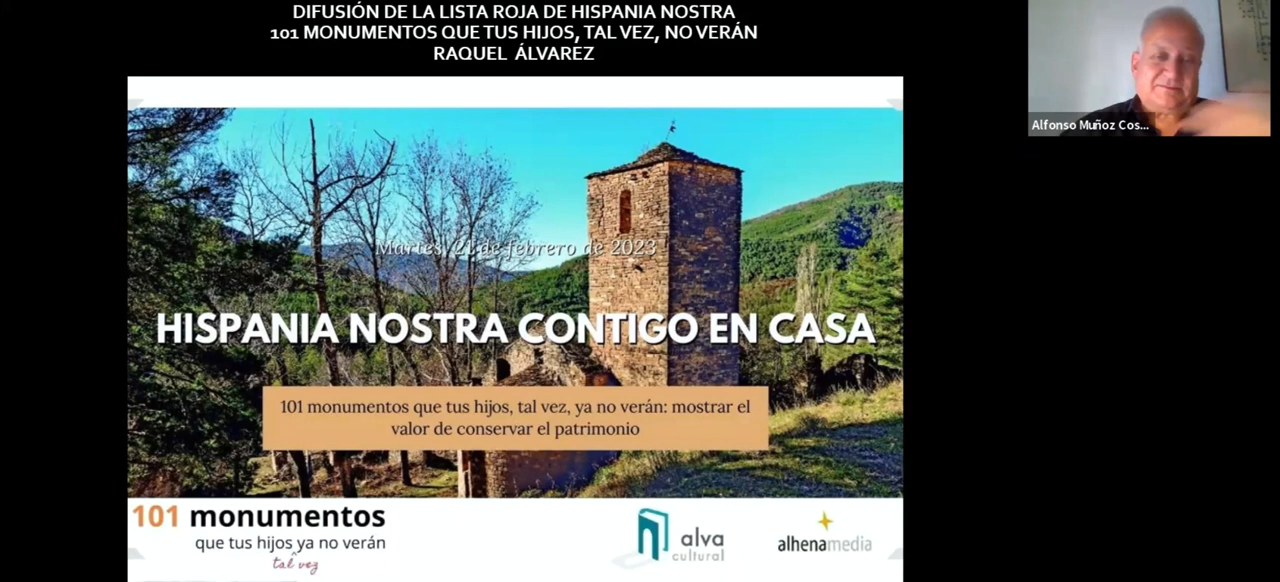 DIFUSIÓN DE LA LISTA ROJA DE HISPANIA NOSTRA
101 MONUMENTOS QUE TUS HIJOS, TAL VEZ, NO VERÁN
RAQUEL ÁLVAREZ
Alfonso Muñoz Cos...
Martes, 21 de febrero de 2023
HISPANIA NOSTRA CONTIGO EN CASA
101 monumentos que tus hijos, tal vez, ya no verán: mostrar el
valor de conservar el patrimonio
101 monumentos
que tus hijos ya no verán
tal vez
alva
cultural
alhenamedia